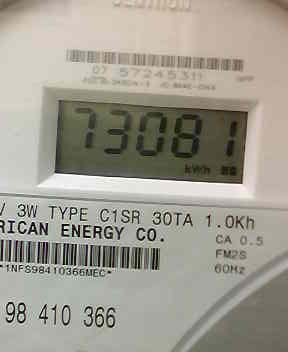 07 57245311
73081
kWh
V 3W TYPE C1SR 30TA 1.0Kh
RICAN ENERGY CO.
CA 0.5
FM2S
*1NFS98410366MEC*
60Hz
98 410 366